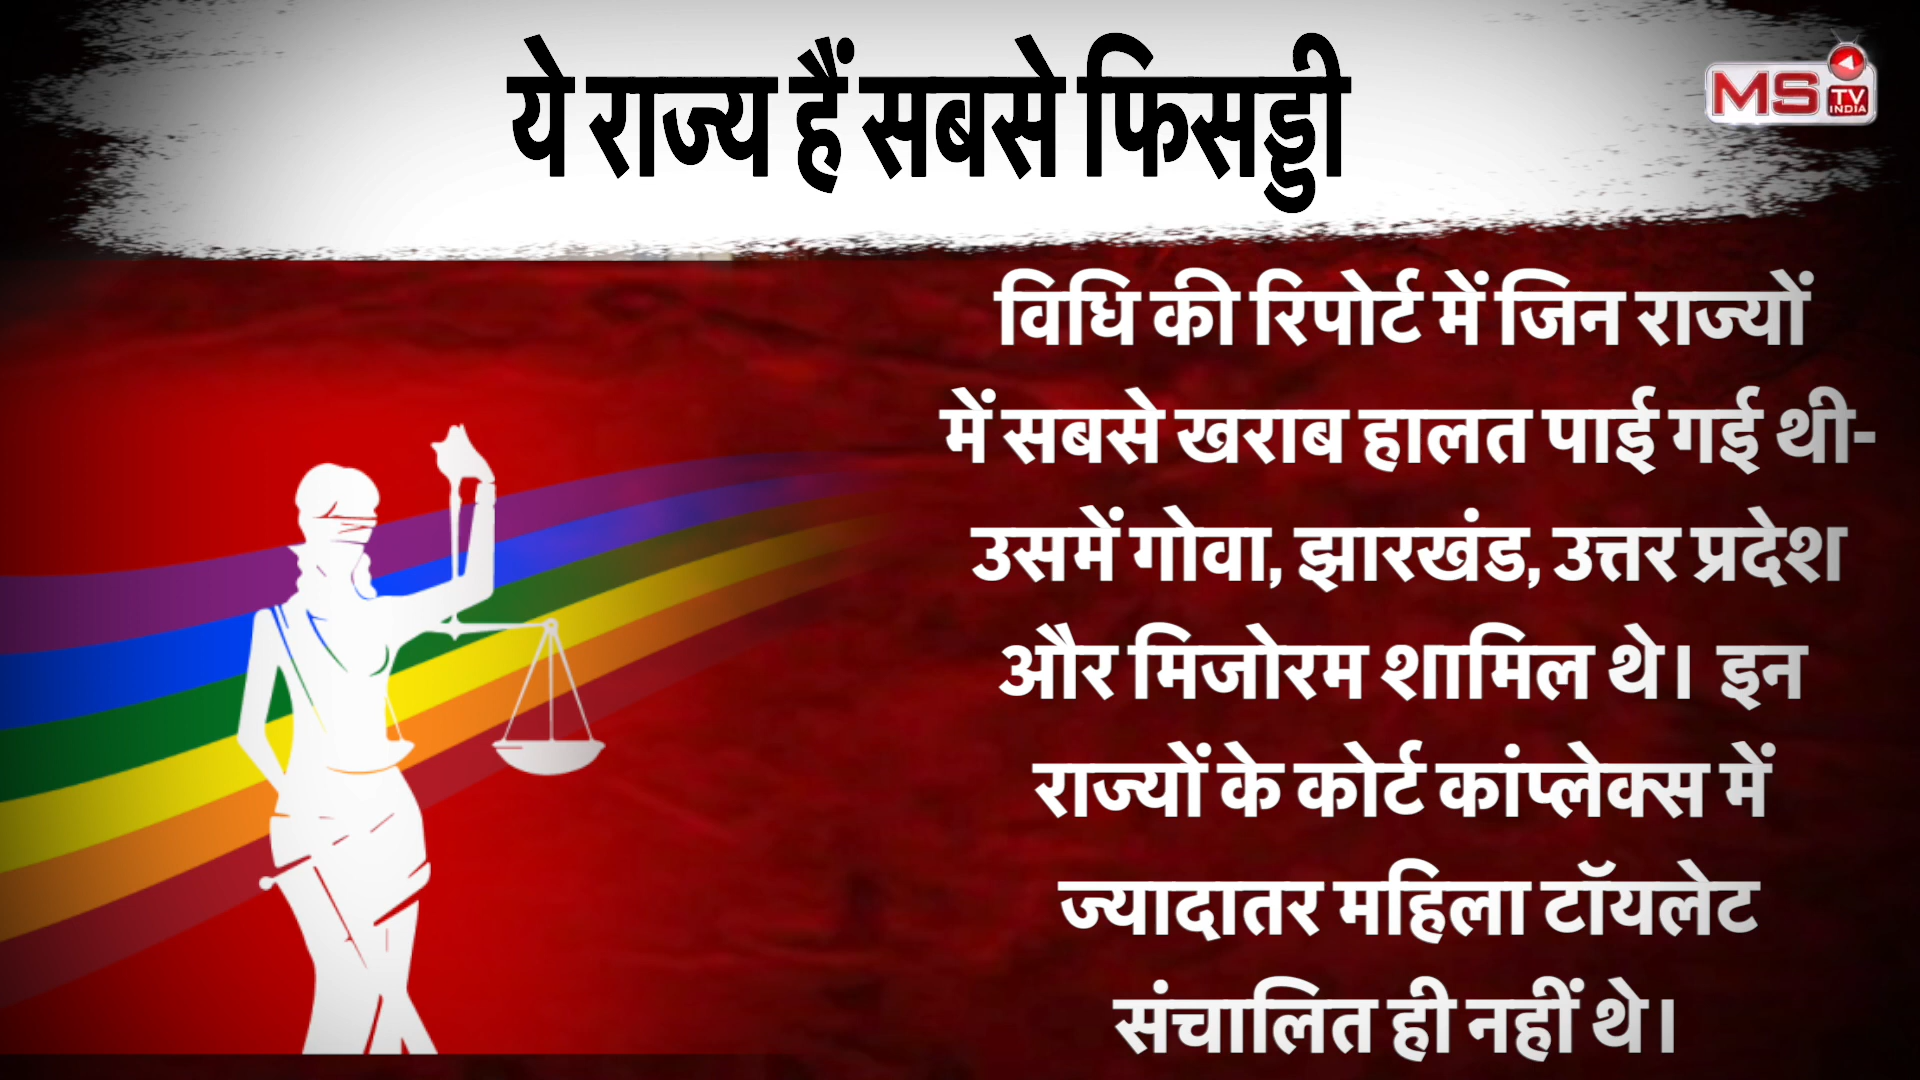 ये राज्य हैं सबसे फिसड्डी
MS TV INDIA
विधि की रिपोर्ट में जिन राज्यों
में सबसे खराब हालत पाई गई थी-
उसमें गोवा, झारखंड, उत्तर प्रदेश
और मिजोरम शामिल थे। इन
राज्यों के कोर्ट कांप्लेक्स में
ज्यादातर महिला टॉयलेट
संचालित ही नहीं थे।